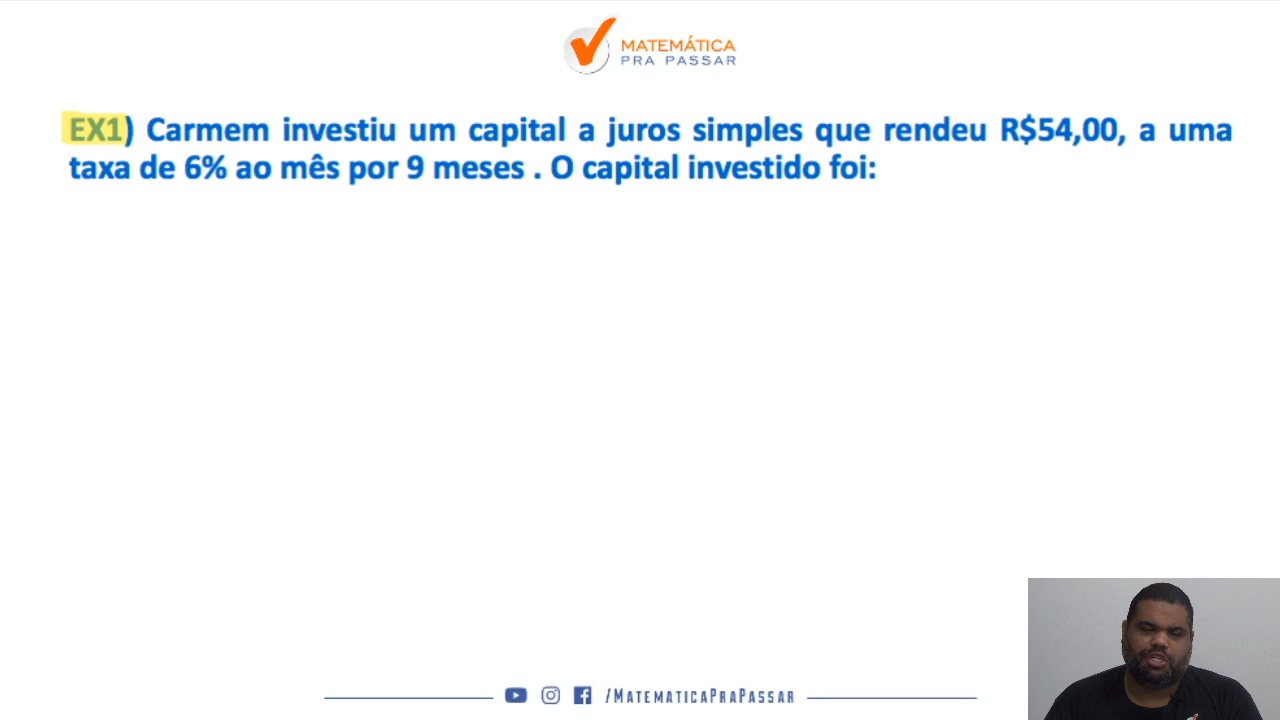 MATEMÁTICA
PRA PASSAR
EX1) Carmem investiu um capital a juros simples que rendeu R$54,00, a uma
taxa de 6% ao mês por 9 meses . O capital investido foi:
/MATEMATICAPRAPASSAR